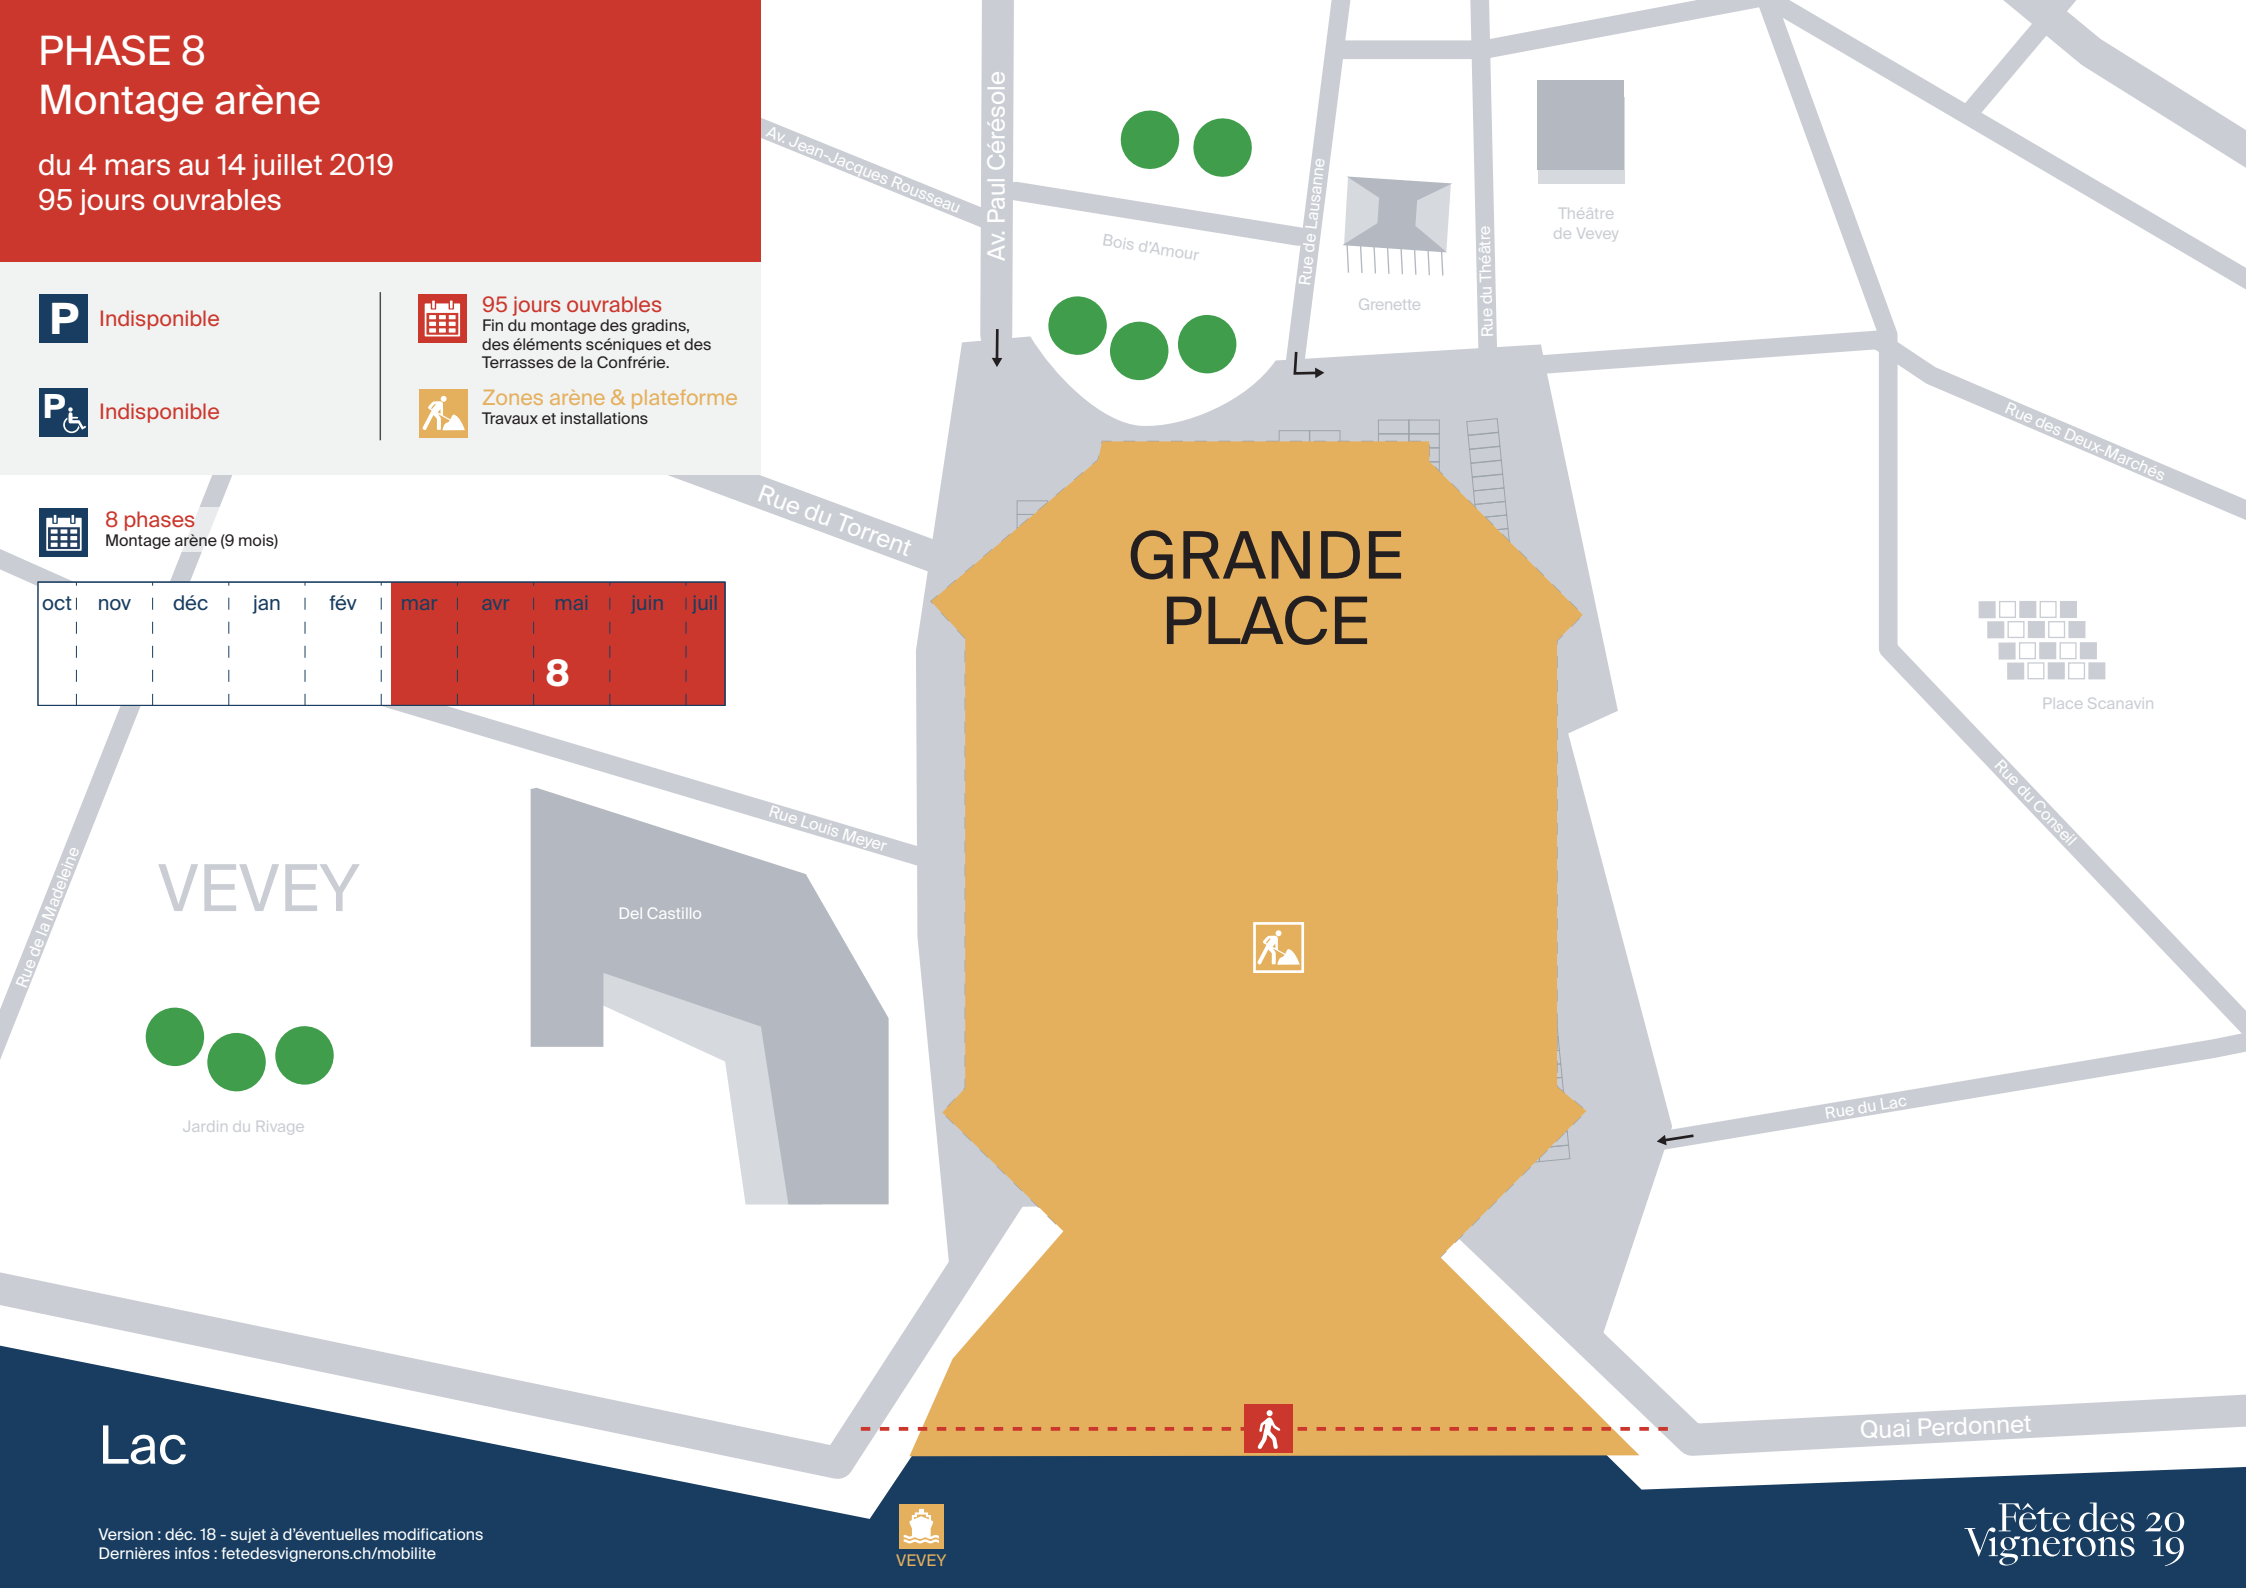 PHASE 8
Montage arène
du 4 mars au 14 juillet 2019
95 jours ouvrables
P Indisponible
P Indisponible
95 jours ouvrables
Fin du montage des gradins,
des éléments scéniques et des
Terrasses de la Confrérie.
Zones arène & plateforme
Travaux et installations
8 phases
Montage arène (9 mois)
oct nov déc jan fév mar avr mai juin juil
8
Av. Jean-Jacques Rousseau
Av. Paul Cérésole
Bois d'Amour
Rue de Lausanne
Grenette
Rue du Théâtre
Théâtre
de Vevey
Rue des Deux-Marchés
Rue du Torrent
GRANDE
PLACE
Place Scanavin
Rue du Conseil
Rue Louis Meyer
VEVEY
Del Castillo
Rue de la Madeleine
Jardin du Rivage
Rue du Lac
Quai Perdonnet
Lac
Version : déc. 18 - sujet à d'éventuelles modifications
Dernières infos : fetedesvignerons.ch/mobilite
VEVEY
Fête des 20
Vignerons 19